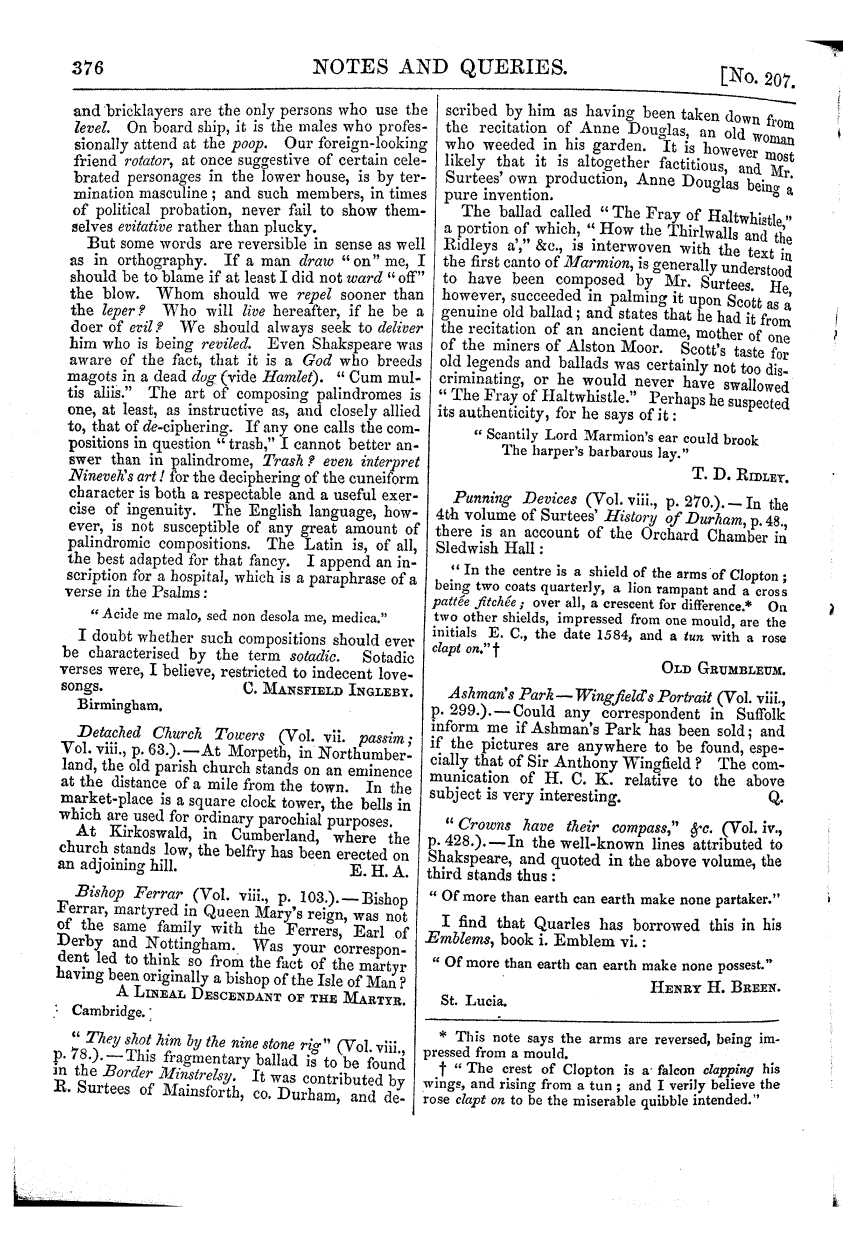 376 NOTES AND QUERIES. [No. 207.
and bricklayers are the only persons who use the
level. On board ship, it is the males who profes-
sionally attend at the poop. Our foreign-looking
friend rotator, at once suggestive of certain cele-
brated personages in the lower house, is by ter-
mination masculine; and such members, in times
of political probation, never fail to show them-
selves evitative rather than plucky.
But some words are reversible in sense as well
as in orthography. If a man draw "on" me, I
should be to blame if at least I did not ward "off"
the blow. Whom should we repel sooner than
the leper? Who will live hereafter, if he be a
doer of evil? We should always seek to deliver
him who is being reviled. Even Shakspeare was
aware of the fact, that it is a God who breeds
magots in a dead dog (vide Hamlet). "Cum mul-
tis aliis." The art of composing palindromes is
one, at least, as instructive as, and closely allied
to, that of de-ciphering. If any one calls the com-
positions in question "trash," I cannot better an-
swer than in palindrome, Trash? even interpret
Nineveh's art! for the deciphering of the cuneiform
character is both a respectable and a useful exer-
cise of ingenuity. The English language, how-
ever, is not susceptible of any great amount of
palindromic compositions. The Latin is, of all,
the best adapted for that fancy. I append an in-
scription for a hospital, which is a paraphrase of a
verse in the Psalms:
"Acide me malo, sed non desola me, medica."
I doubt whether such compositions should ever
be characterised by the term sotadic. Sotadic
verses were, I believe, restricted to indecent love-
songs. C. MANSFIELD INGLEBY.
Birmingham.
Detached Church Towers (Vol. vii. passim;
Vol. viii., p. 63.).—At Morpeth, in Northumber-
land, the old parish church stands on an eminence
at the distance of a mile from the town. In the
market-place is a square clock tower, the bells in
which are used for ordinary parochial purposes.
At Kirkoswald, in Cumberland, where the
church stands low, the belfry has been erected on
an adjoining hill. E. H. A.
Bishop Ferrar (Vol. viii., p. 103.).—Bishop
Ferrar, martyred in Queen Mary's reign, was not
of the same family with the Ferrers, Earl of
Derby and Nottingham. Was your correspon-
dent led to think so from the fact of the martyr
having been originally a bishop of the Isle of Man?
A LINEAL DESCENDANT OF THE MARTYR.
Cambridge.
"They shot him by the nine stone rig" (Vol. viii.,
p. 78.).—This fragmentary ballad is to be found
in the Border Minstrelsy. It was contributed by
R. Surtees of Mainsforth, co. Durham, and de-
scribed by him as having been taken down from
the recitation of Anne Douglas, an old woman
who weeded in his garden. It is however most
likely that it is altogether factitious, and Mr.
Surtees' own production, Anne Douglas being a
pure invention.
The ballad called "The Fray of Haltwhistle,"
a portion of which, "How the Thirlwalls and the
Ridleys a'," &c., is interwoven with the text in
the first canto of Marmion, is generally understood
to have been composed by Mr. Surtees. He,
however, succeeded in palming it upon Scott as a
genuine old ballad; and states that he had it from
the recitation of an ancient dame, mother of one
of the miners of Alston Moor. Scott's taste for
old legends and ballads was certainly not too dis-
criminating, or he would never have swallowed
"The Fray of Haltwhistle." Perhaps he suspected
its authenticity, for he says of it:
"Scantily Lord Marmion's ear could brook
The harper's barbarous lay."
T. D. RIDLEY.
Punning Devices (Vol. viii., p. 270.).—In the
4th volume of Surtees' History of Durham, p. 48.,
there is an account of the Orchard Chamber in
Sledwish Hall:
"In the centre is a shield of the arms of Clopton;
being two coats quarterly, a lion rampant and a cross
pattée fitchée; over all, a crescent for difference.* On
two other shields, impressed from one mould, are the
initials E. C., the date 1584, and a tun with a rose
clapt on."†
OLD GRUMBLEUM.
Ashman's Park—Wingfield's Portrait (Vol. viii.,
p. 299.).—Could any correspondent in Suffolk
inform me if Ashman's Park has been sold; and
if the pictures are anywhere to be found, espe-
cially that of Sir Anthony Wingfield? The com-
munication of H. C. K. relative to the above
subject is very interesting. Q.
"Crowns have their compass," &c. (Vol. iv.,
p. 428.).—In the well-known lines attributed to
Shakspeare, and quoted in the above volume, the
third stands thus:
"Of more than earth can earth make none partaker."
I find that Quarles has borrowed this in his
Emblems, book i. Emblem vi.:
"Of more than earth can earth make none possest."
HENRY H. BREEN.
St. Lucia.
* This note says the arms are reversed, being im-
pressed from a mould.
† "The crest of Clopton is a falcon clapping his
wings, and rising from a tun; and I verily believe the
rose clapt on to be the miserable quibble intended."